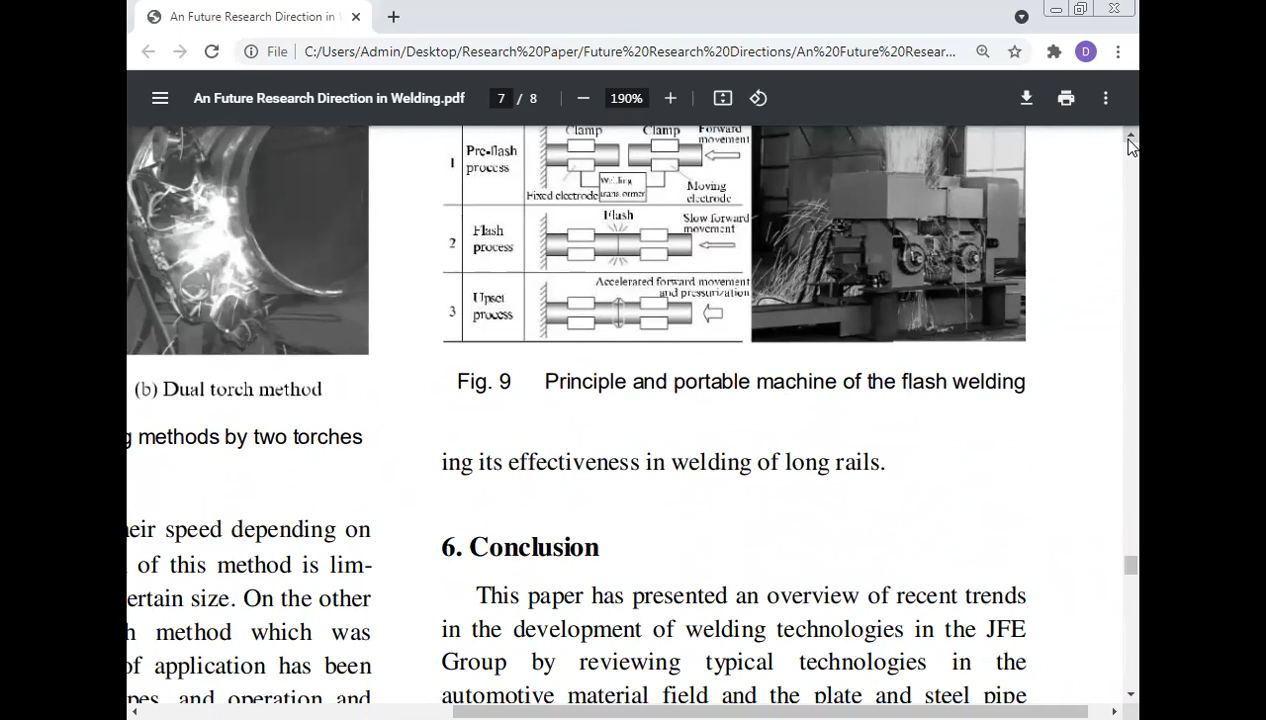 An Future Research Direction in
File
C:/Users/Admin/Desktop/Research%20Paper/Future%20Research%20Directions/An%20Future%20Resear...
D
An Future Research Direction in Welding.pdf
7 / 8
190%
Clamp
Clamp
Forward
movement
1
Pre-flash
process
Welding
transformer
Fixed electrode
Moving
electrode
2
Flash
process
Flash
Slow forward
movement
3
Upset
process
Accelerated forward movement
and pressurization
(b) Dual torch method
g methods by two torches
heir speed depending on
of this method is lim-
ertain size. On the other
h method which was
of application has been
pes, and operation and
Fig. 9 Principle and portable machine of the flash welding
ing its effectiveness in welding of long rails.
6. Conclusion
This paper has presented an overview of recent trends
in the development of welding technologies in the JFE
Group by reviewing typical technologies in the
automotive material field and the plate and steel pipe